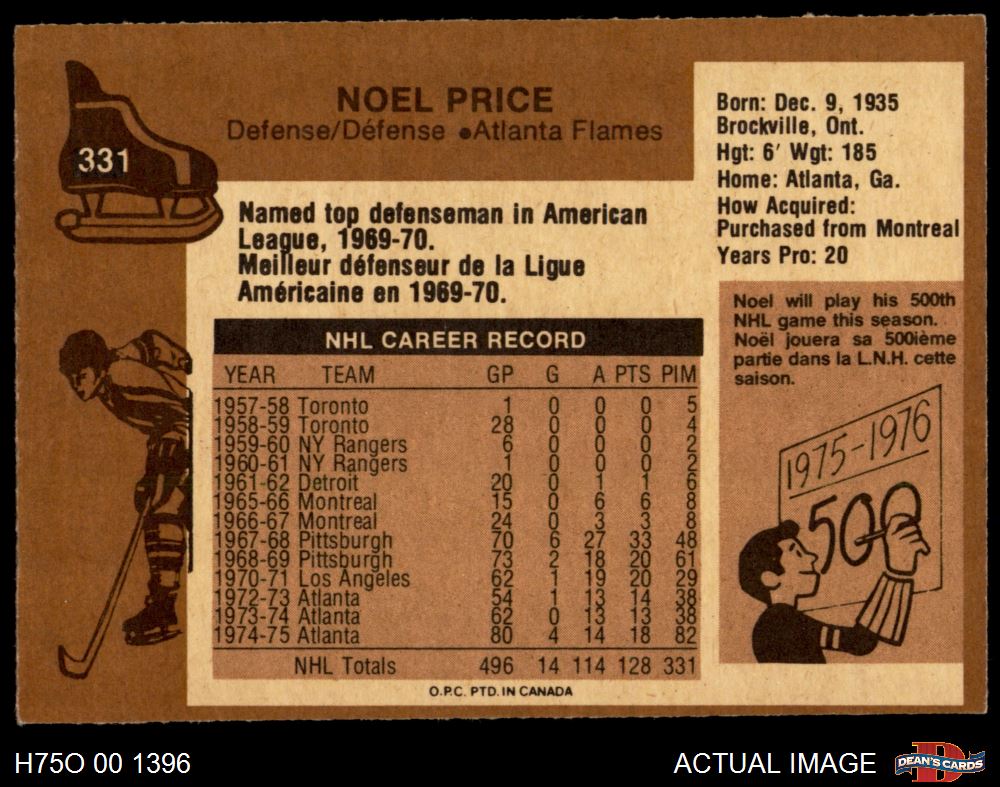 NOEL PRICE
Defense/Défense •Atlanta Flames
331
Born: Dec. 9, 1935
Brockville, Ont.
Hgt: 6′ Wgt: 185
Home: Atlanta, Ga.
How Acquired:
Purchased from Montreal
Years Pro: 20
Named top defenseman in American
League, 1969-70.
Meilleur défenseur de la Ligue
Américaine en 1969-70.
NHL CAREER RECORD
YEAR TEAM GP G A PTS PIM
1957-58 Toronto 1 0 0 0 5
1958-59 Toronto 28 0 0 0 4
1959-60 NY Rangers 6 0 0 0 2
1960-61 NY Rangers 1 0 0 0 2
1961-62 Detroit 20 0 1 1 6
1965-66 Montreal 15 0 6 6 8
1966-67 Montreal 24 0 3 3 8
1967-68 Pittsburgh 70 6 27 33 48
1968-69 Pittsburgh 73 2 18 20 61
1970-71 Los Angeles 62 1 19 20 29
1972-73 Atlanta 54 1 13 14 38
1973-74 Atlanta 62 0 13 13 38
1974-75 Atlanta 80 4 14 18 82
NHL Totals 496 14 114 128 331
O.P.C. PTD. IN CANADA
Noel will play his 500th
NHL game this season.
Noël jouera sa 500ième
partie dans la L.N.H. cette
saison.
1975-1976
500
H75O 00 1396
ACTUAL IMAGE
DEAN'S CARDS